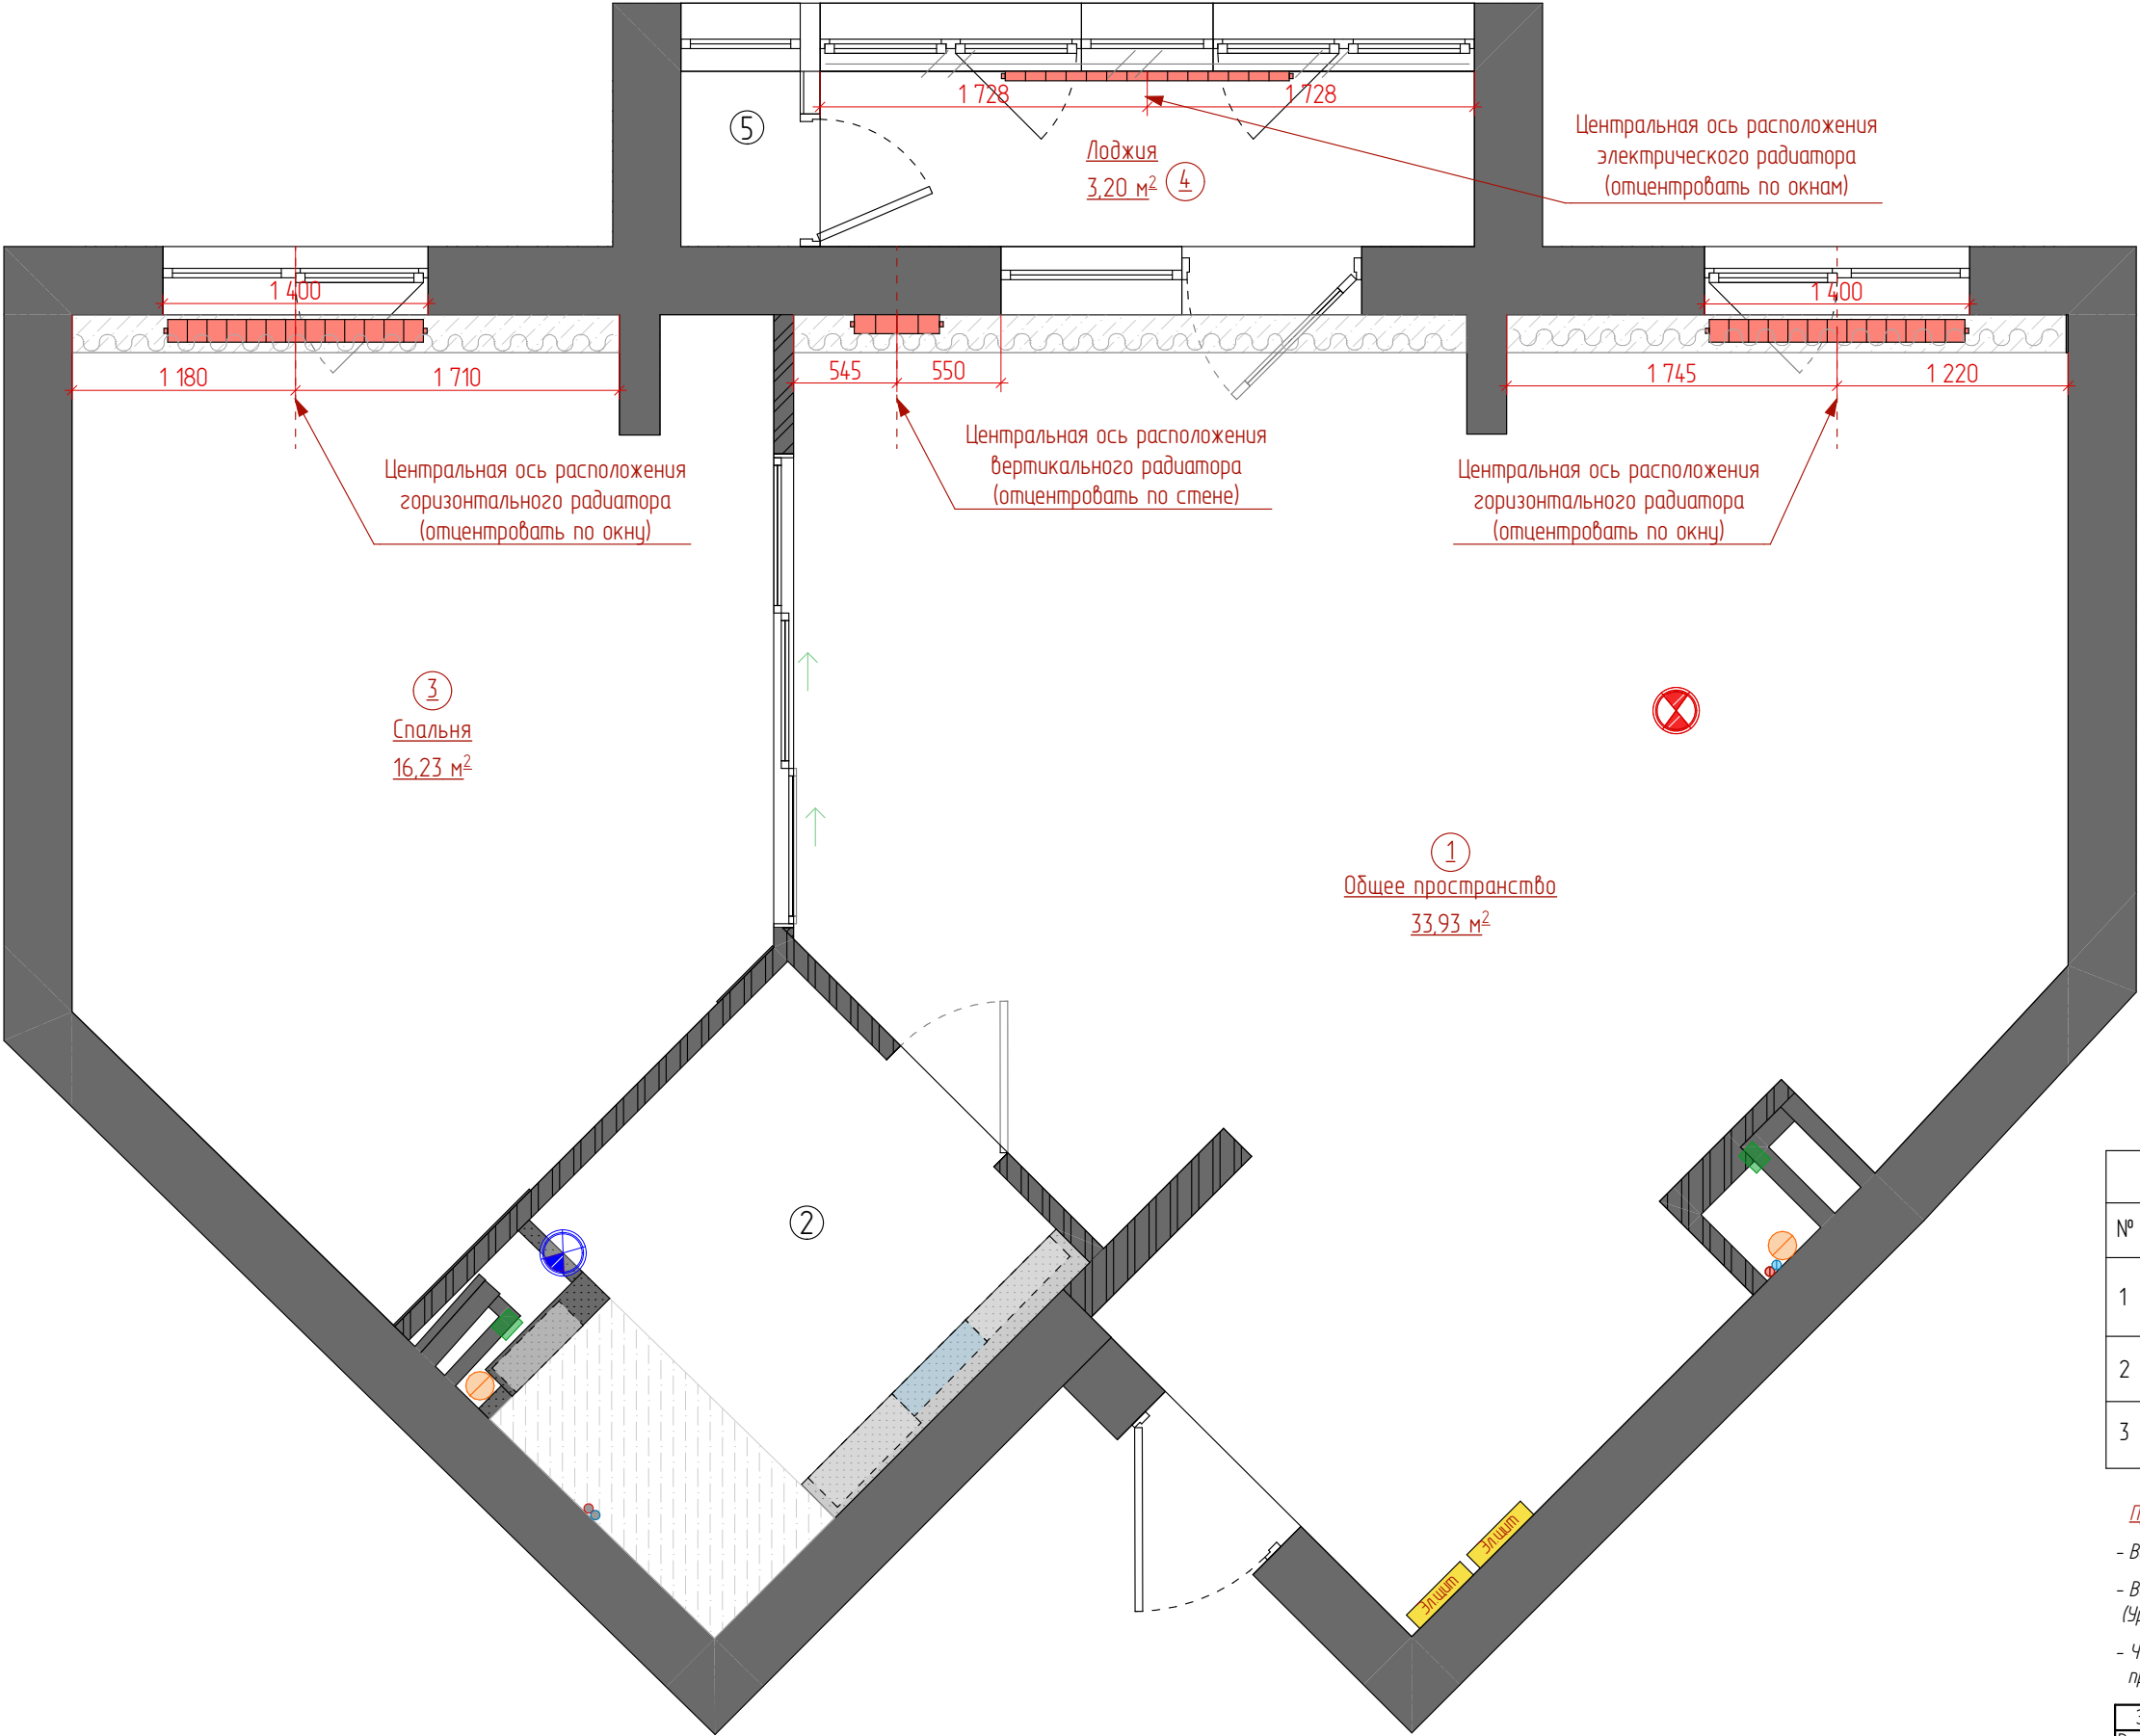 5
1 728
1 728
Лоджия
3,20 м²
4
Центральная ось расположения
электрического радиатора
(отцентровать по окнам)
1 400
1 400
1 180
1 710
545
550
1 745
1 220
Центральная ось расположения
горизонтального радиатора
(отцентровать по окну)
Центральная ось расположения
вертикального радиатора
(отцентровать по стене)
Центральная ось расположения
горизонтального радиатора
(отцентровать по окну)
3
Спальня
16,23 м²
1
Общее пространство
33,93 м²
2
Эл.щит
Эл.щит
№
1
2
3
- В
- В